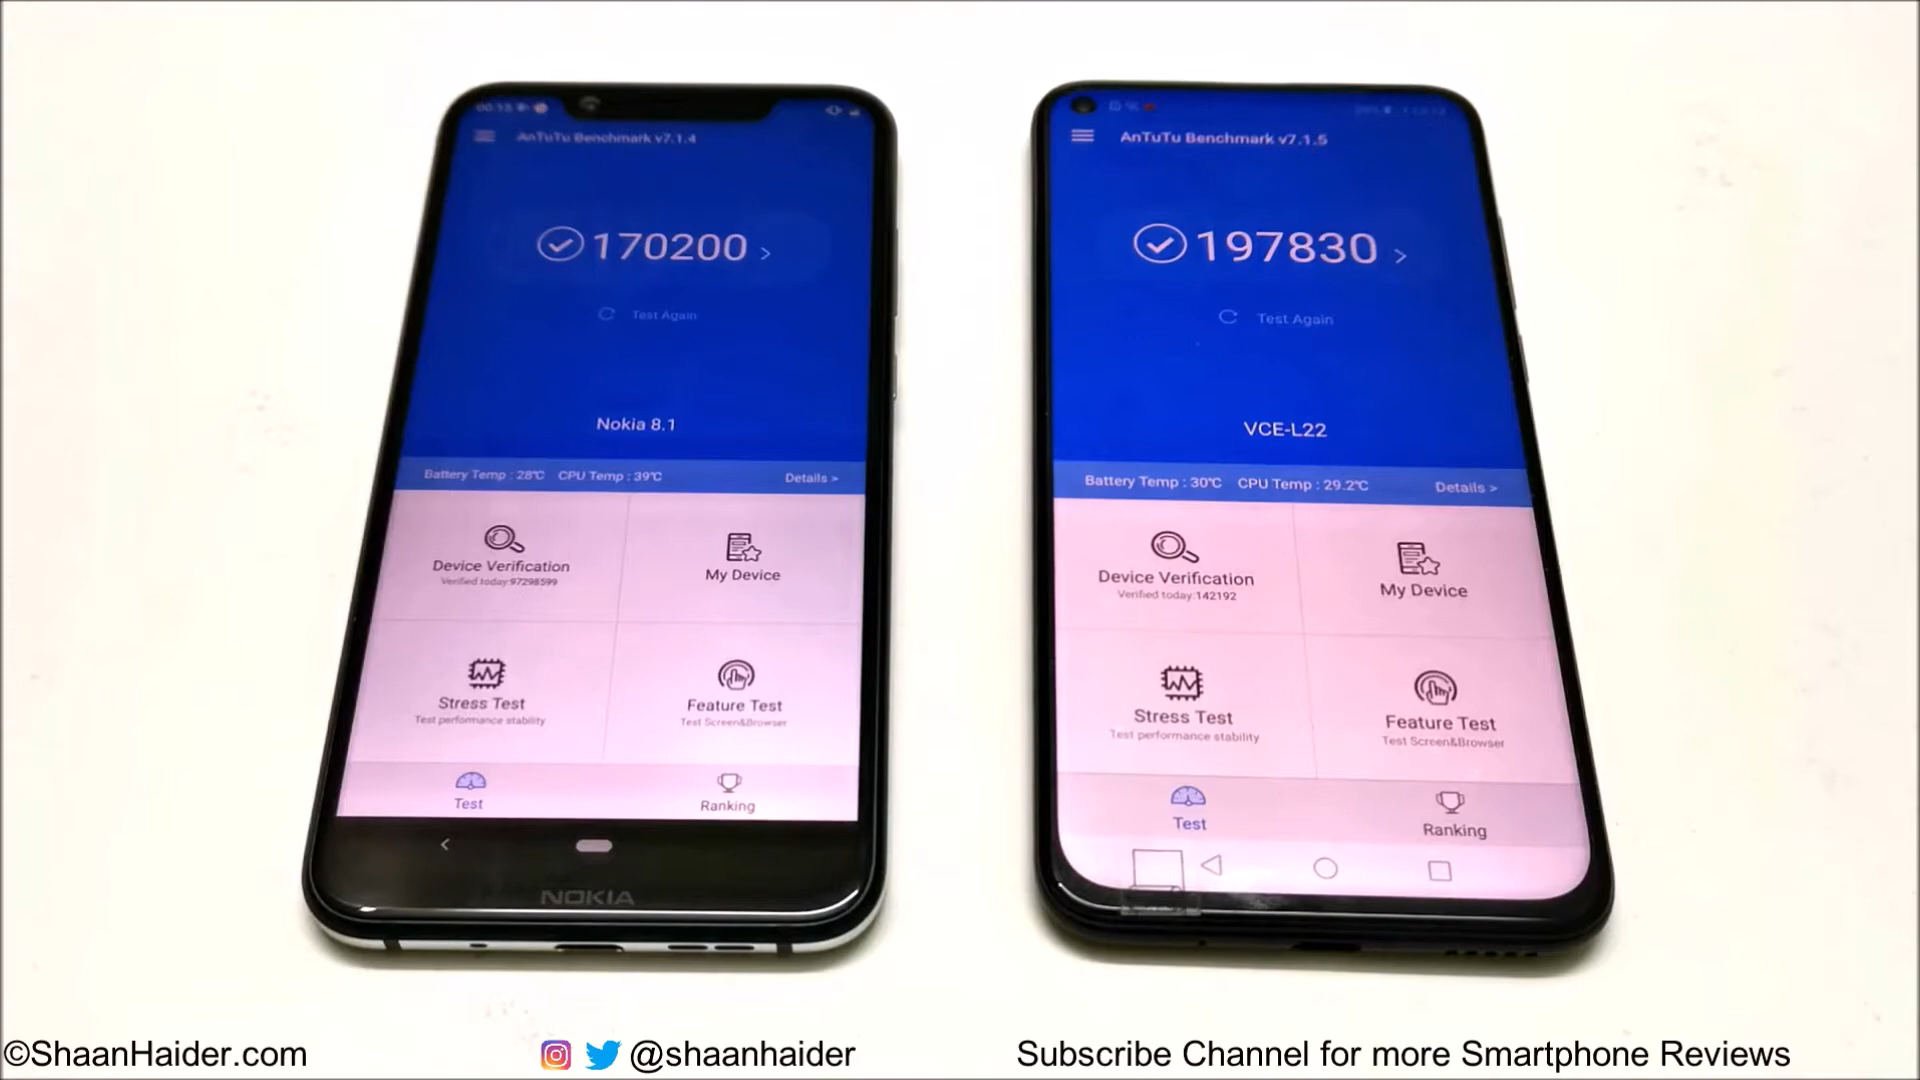 AnTuTu Benchmark v7.1.4
170200 >
Test Again
Nokia 8.1
Battery Temp : 28℃ CPU Temp : 39℃ Details >
Device Verification
Verified today:97298599
My Device
Stress Test
Test performance stability
Feature Test
Test Screen&Browser
Test
Ranking
NOKIA
AnTuTu Benchmark v7.1.5
197830 >
Test Again
VCE-L22
Battery Temp : 30℃ CPU Temp : 29.2℃ Details >
Device Verification
Verified today:142192
My Device
Stress Test
Test performance stability
Feature Test
Test Screen&Browser
Test
Ranking
©ShaanHaider.com
@shaanhaider
Subscribe Channel for more Smartphone Reviews